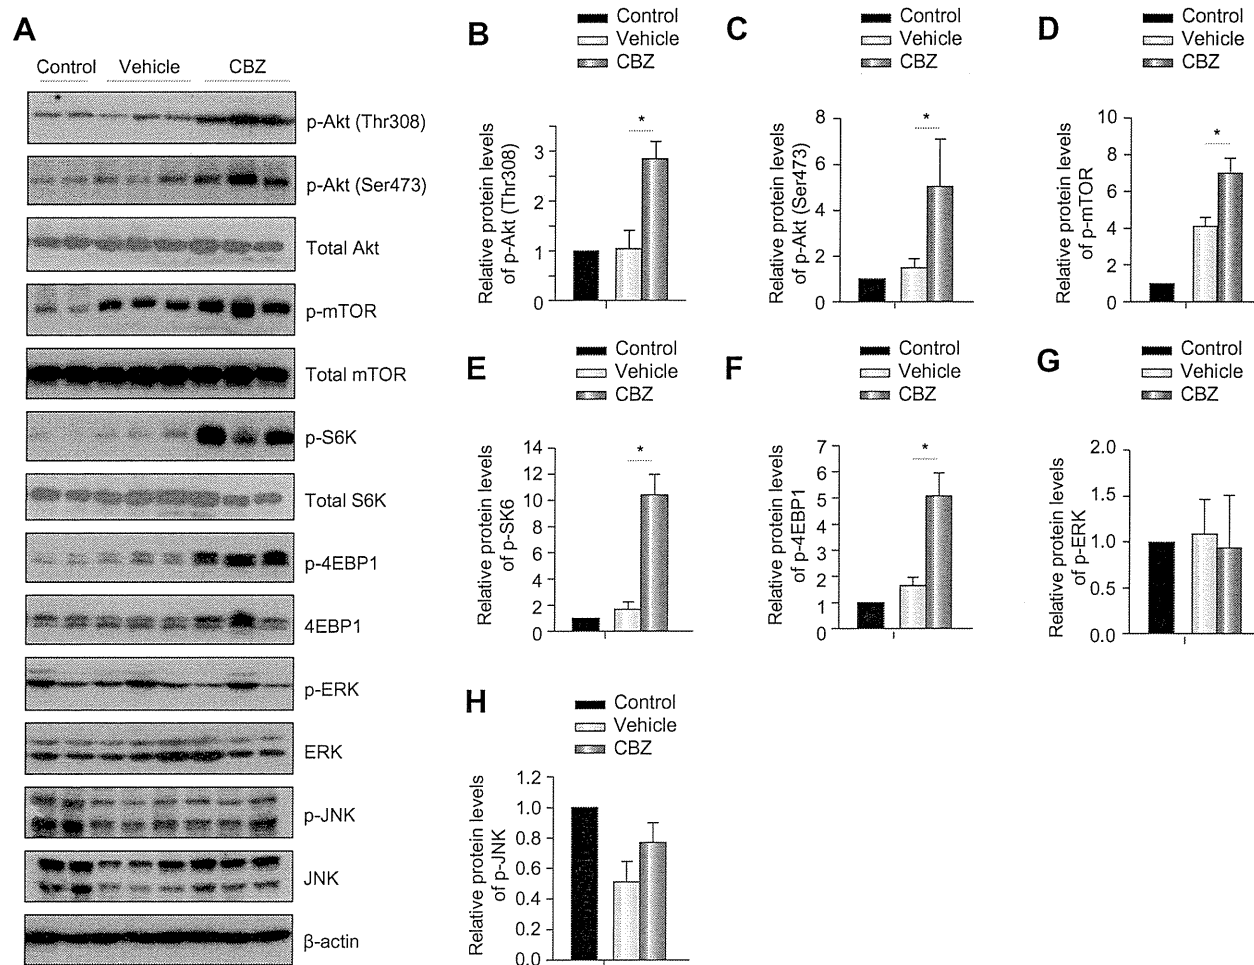 A
Control Vehicle CBZ
p-Akt (Thr308)
p-Akt (Ser473)
Total Akt
p-mTOR
Total mTOR
p-S6K
Total S6K
p-4EBP1
4EBP1
p-ERK
ERK
p-JNK
JNK
β-actin
B
Control
Vehicle
CBZ
Relative protein levels
of p-Akt (Thr308)
3
2
1
0
*
C
Control
Vehicle
CBZ
Relative protein levels
of p-Akt (Ser473)
8
6
4
2
0
*
D
Control
Vehicle
CBZ
Relative protein levels
of p-mTOR
10
8
6
4
2
0
*
E
Control
Vehicle
CBZ
Relative protein levels
of p-SK6
14
12
10
8
6
4
2
0
*
F
Control
Vehicle
CBZ
Relative protein levels
of p-4EBP1
7
6
5
4
3
2
1
0
*
G
Control
Vehicle
CBZ
Relative protein levels
of p-ERK
2.0
1.5
1.0
0.5
0.0
H
Control
Vehicle
CBZ
Relative protein levels
of p-JNK
1.2
1.0
0.8
0.6
0.4
0.2
0